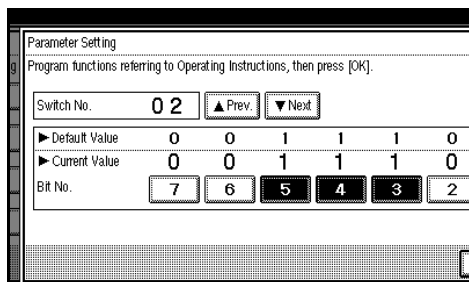 Parameter Setting
g
Program functions referring to Operating Instructions, then press [OK].
Switch No. 0 2 ▲Prev. ▼Next
►Default Value 0 0 1 1 1 0
►Current Value 0 0 1 1 1 0
Bit No. 7 6 5 4 3 2